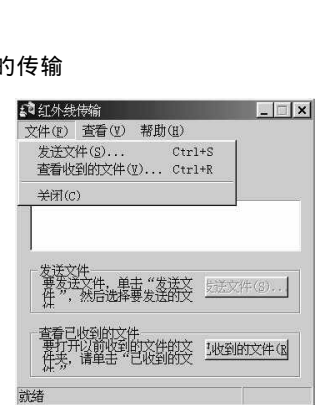 的传输
红外线传输
文件(F) 查看(V) 帮助(H)
发送文件(S)... Ctrl+S
查看收到的文件(V)... Ctrl+R
关闭(C)
发送文件
要发送文件，单击“发送文
件”，然后选择要发送的文
件。
发送文件(S)...
查看已收到的文件
要打开以前收到的文件的文
件夹，请单击“已收到的文
件”
收到的文件(R
就绪